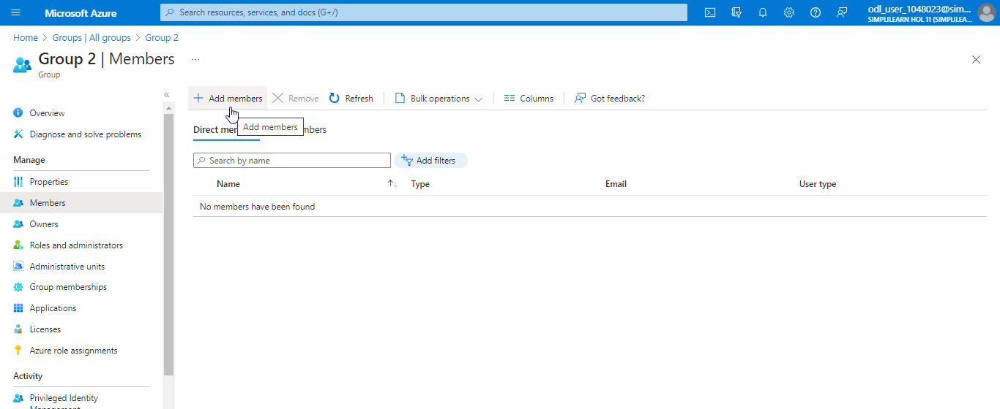 Microsoft Azure
Search resources, services, and docs (G+/)
odl_user_1048023@sim...
SIMPLILEARN HOL 11 (SIMPLILEA...
Home > Groups | All groups > Group 2
Group 2 | Members ...
Group
«
Add members
Remove
Refresh
Bulk operations
Columns
Got feedback?
Overview
Diagnose and solve problems
Manage
Properties
Members
Owners
Roles and administrators
Administrative units
Group memberships
Applications
Licenses
Azure role assignments
Activity
Privileged Identity
Add members
Direct
Search by name
Add filters
Name
Type
Email
User type
No members have been found